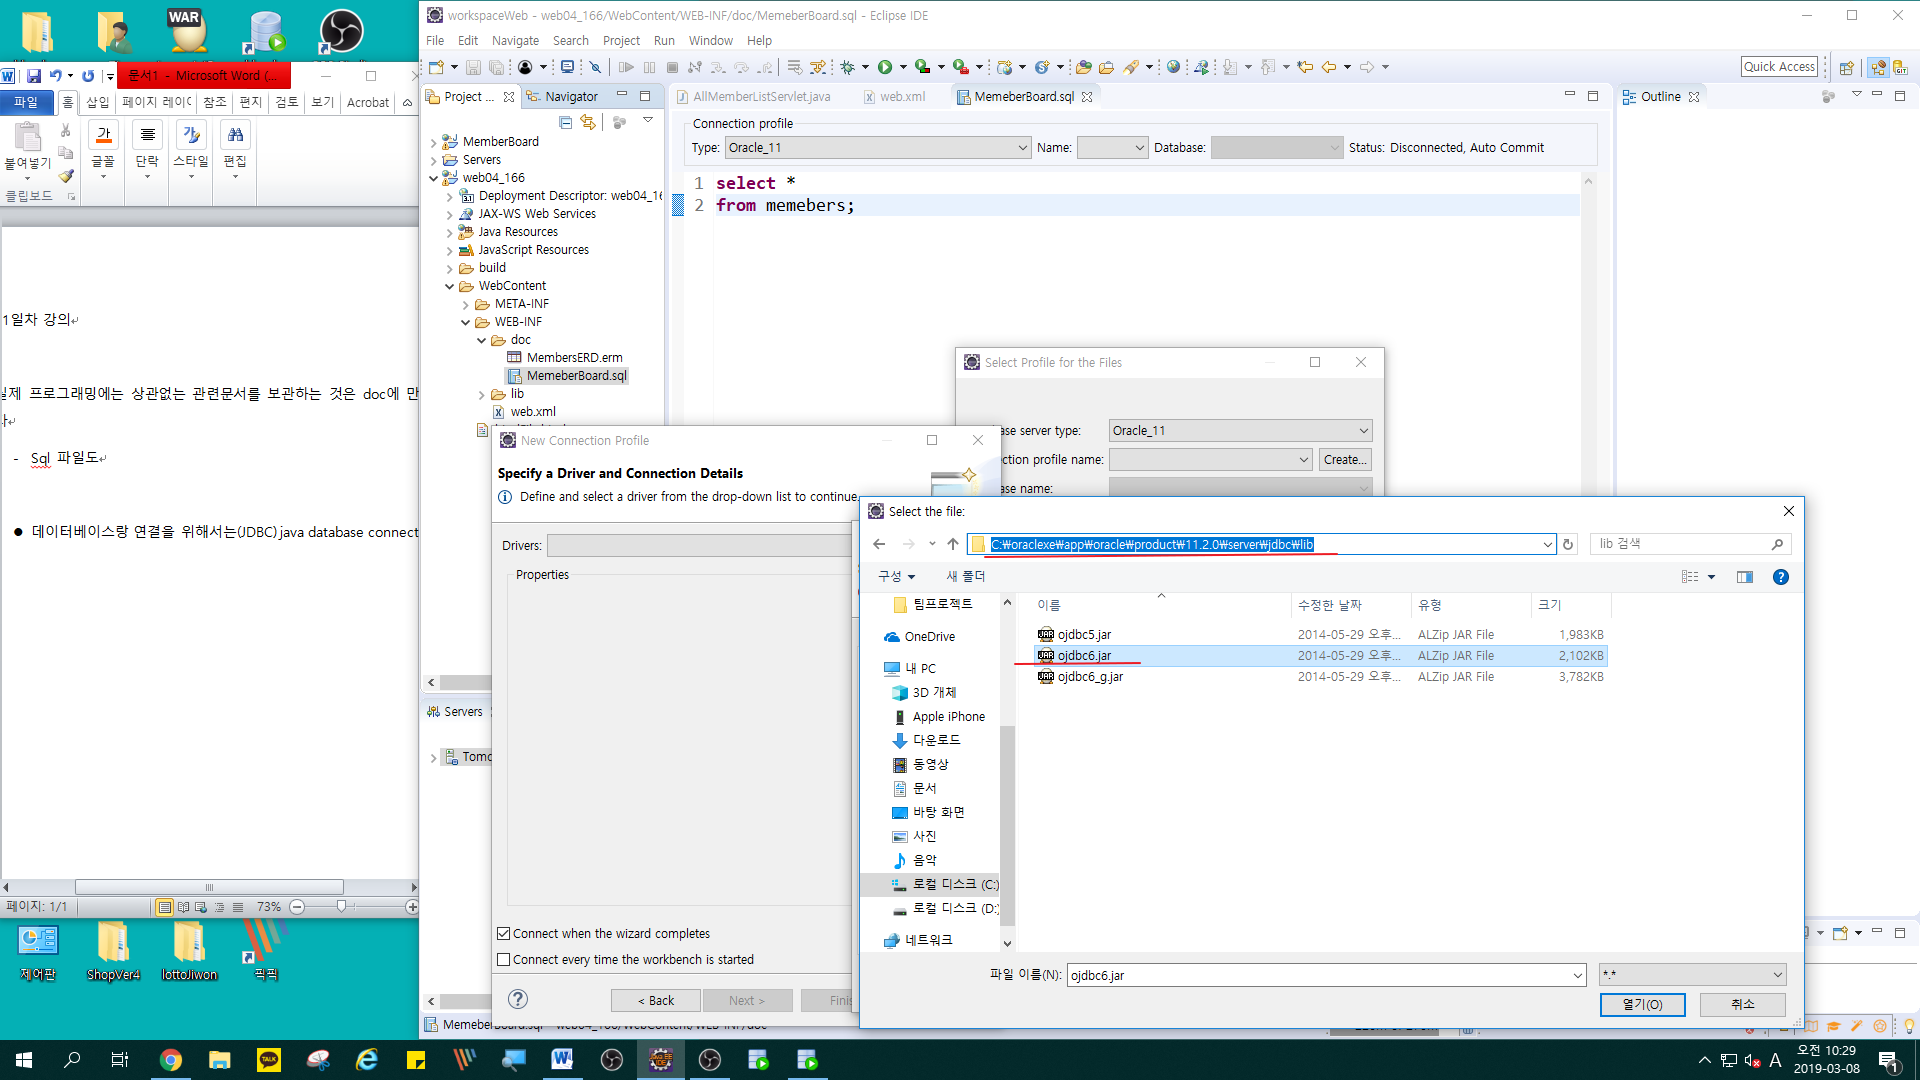 WAR
workspaceWeb - web04_166/WebContent/WEB-INF/doc/MemeberBoard.sql - Eclipse IDE
File Edit Navigate Search Project Run Window Help
Quick Access
문서1 - Microsoft Word (...
파일 홈 삽입 페이지 레이( 참조 편지 검토 보기 Acrobat
붙여넣기 글꼴 단락 스타일 편집
클립보드
1일차 강의
실제 프로그래밍에는 상관없는 관련문서를 보관하는 것은 doc에 만
- Sql 파일도
● 데이터베이스랑 연결을 위해서는(JDBC) java database connect
페이지: 1/1 73%
Project ... Navigator
MemberBoard
Servers
web04_166
Deployment Descriptor: web04_16
JAX-WS Web Services
Java Resources
JavaScript Resources
build
WebContent
META-INF
WEB-INF
doc
MembersERD.erm
MemeberBoard.sql
lib
web.xml
Servers
Tomc
AllMemberListServlet.java web.xml MemeberBoard.sql
Outline
Connection profile
Type: Oracle_11 Name: Database: Status: Disconnected, Auto Commit
1 select *
2 from memebers;
Select Profile for the Files
ase server type: Oracle_11
ction profile name: Create...
ase name:
New Connection Profile
Specify a Driver and Connection Details
Define and select a driver from the drop-down list to continue.
Drivers:
Properties
Connect when the wizard completes
Connect every time the workbench is started
< Back Next > Finis
Select the file:
C:₩oraclexe₩app₩oracle₩product₩11.2.0₩server₩jdbc₩lib
lib 검색
구성 새 폴더
팀프로젝트
OneDrive
내 PC
3D 개체
Apple iPhone
다운로드
동영상
문서
바탕 화면
사진
음악
로컬 디스크 (C:)
로컬 디스크 (D:)
네트워크
이름 수정한 날짜 유형 크기
ojdbc5.jar 2014-05-29 오후... ALZip JAR File 1,983KB
ojdbc6.jar 2014-05-29 오후... ALZip JAR File 2,102KB
ojdbc6_g.jar 2014-05-29 오후... ALZip JAR File 3,782KB
파일 이름(N): ojdbc6.jar *.*
열기(O) 취소
제어판 ShopVer4 lottoJiwon 픽픽
MemeberBoard.sql - web04_166/WebContent/WEB-INF/doc
TALK
A
오전 10:29
2019-03-08
1